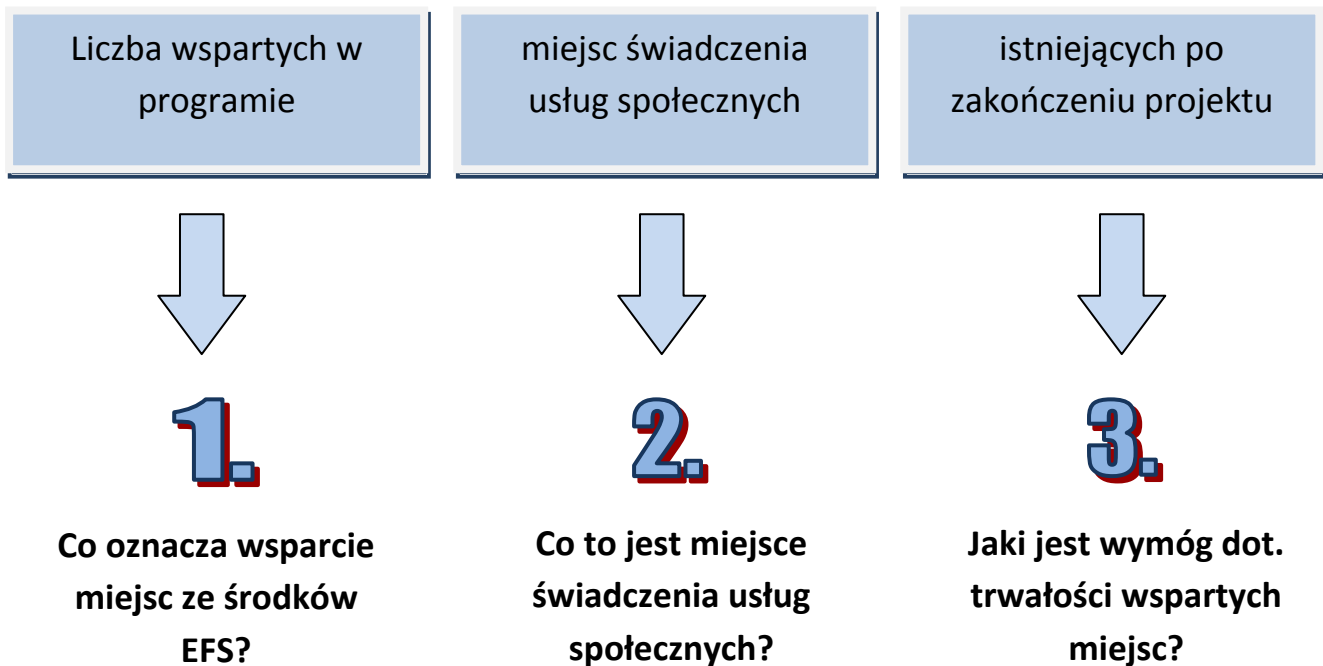 Liczba wspartych w
programie
miejsc świadczenia
usług społecznych
istniejących po
zakończeniu projektu
1.
2.
3.
Co oznacza wsparcie
miejsc ze środków
EFS?
Co to jest miejsce
świadczenia usług
społecznych?
Jaki jest wymóg dot.
trwałości wspartych
miejsc?